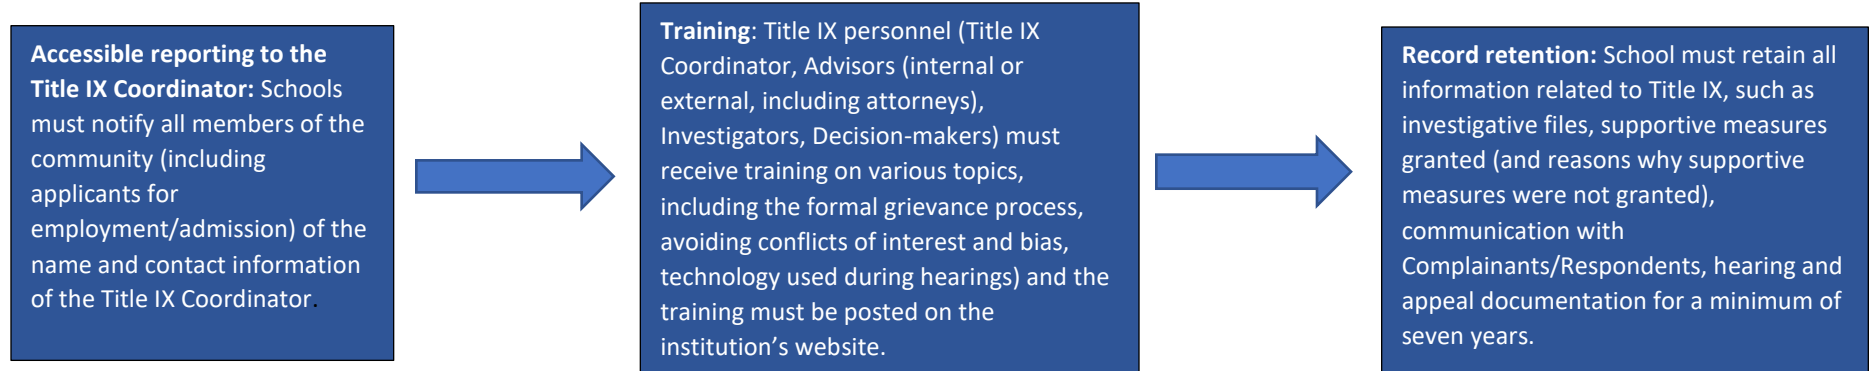 Accessible reporting to the
Title IX Coordinator: Schools
must notify all members of the
community (including
applicants for
employment/admission) of the
name and contact information
of the Title IX Coordinator.
Training: Title IX personnel (Title IX
Coordinator, Advisors (internal or
external, including attorneys),
Investigators, Decision-makers) must
receive training on various topics,
including the formal grievance process,
avoiding conflicts of interest and bias,
technology used during hearings) and the
training must be posted on the
institution’s website.
Record retention: School must retain all
information related to Title IX, such as
investigative files, supportive measures
granted (and reasons why supportive
measures were not granted),
communication with
Complainants/Respondents, hearing and
appeal documentation for a minimum of
seven years.